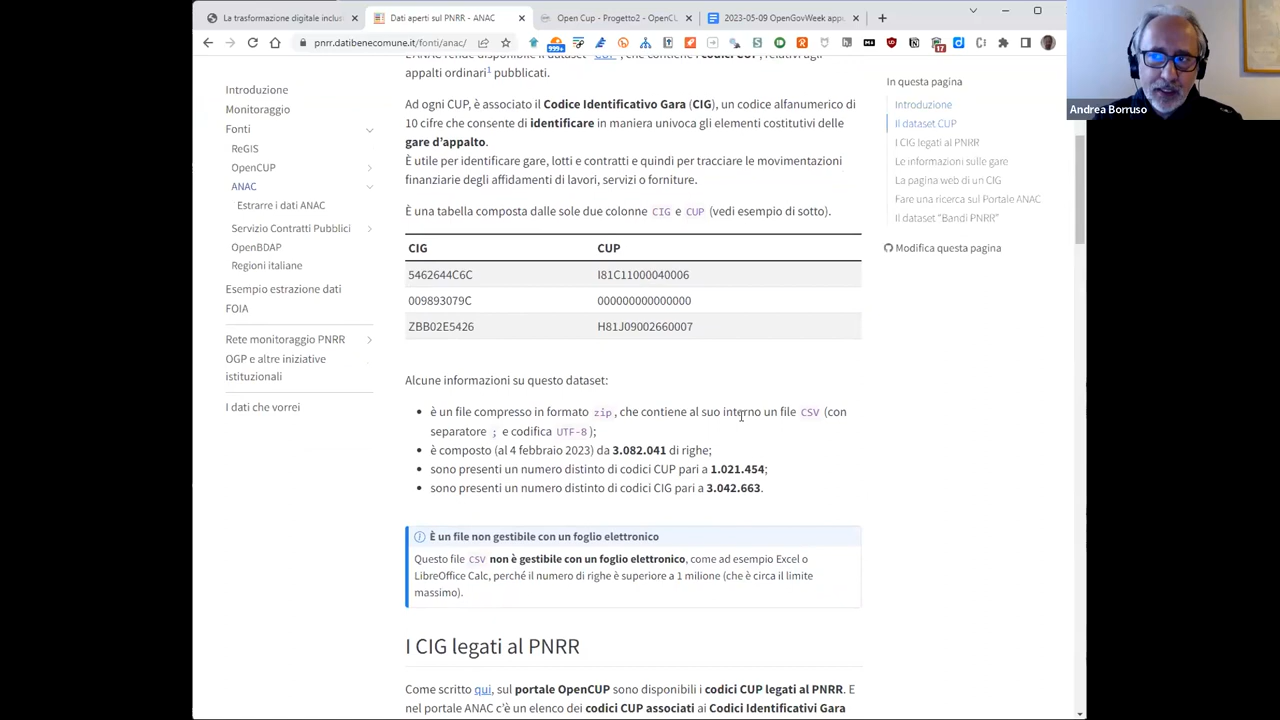 La trasformazione digitale inclus
Dati aperti sul PNRR - ANAC
Open Cup - Progetto2 - OpenCU
2023-05-09 OpenGovWeek appu
pnrr.datibenecomune.it/fonti/anac/
Andrea Borruso
Introduzione
Monitoraggio
Fonti
ReGIS
OpenCUP
ANAC
Estrarre i dati ANAC
Servizio Contratti Pubblici
OpenBDAP
Regioni italiane
Esempio estrazione dati
FOIA
Rete monitoraggio PNRR
OGP e altre iniziative
istituzionali
I dati che vorrei
appalti ordinari1 pubblicati.
Ad ogni CUP, è associato il Codice Identificativo Gara (CIG), un codice alfanumerico di
10 cifre che consente di identificare in maniera univoca gli elementi costitutivi delle
gare d'appalto.
È utile per identificare gare, lotti e contratti e quindi per tracciare le movimentazioni
finanziarie degli affidamenti di lavori, servizi o forniture.
È una tabella composta dalle sole due colonne CIG e CUP (vedi esempio di sotto).
CIG CUP
5462644C6C I81C11000040006
009893079C 000000000000000
ZBB02E5426 H81J09002660007
Alcune informazioni su questo dataset:
è un file compresso in formato zip, che contiene al suo interno un file CSV (con
separatore ; e codifica UTF-8);
è composto (al 4 febbraio 2023) da 3.082.041 di righe;
sono presenti un numero distinto di codici CUP pari a 1.021.454;
sono presenti un numero distinto di codici CIG pari a 3.042.663.
È un file non gestibile con un foglio elettronico
Questo file CSV non è gestibile con un foglio elettronico, come ad esempio Excel o
LibreOffice Calc, perché il numero di righe è superiore a 1 milione (che è circa il limite
massimo).
I CIG legati al PNRR
Come scritto qui, sul portale OpenCUP sono disponibili i codici CUP legati al PNRR. E
nel portale ANAC c'è un elenco dei codici CUP associati ai Codici Identificativi Gara
In questa pagina
Introduzione
Il dataset CUP
I CIG legati al PNRR
Le informazioni sulle gare
La pagina web di un CIG
Fare una ricerca sul Portale ANAC
Il dataset "Bandi PNRR"
Modifica questa pagina